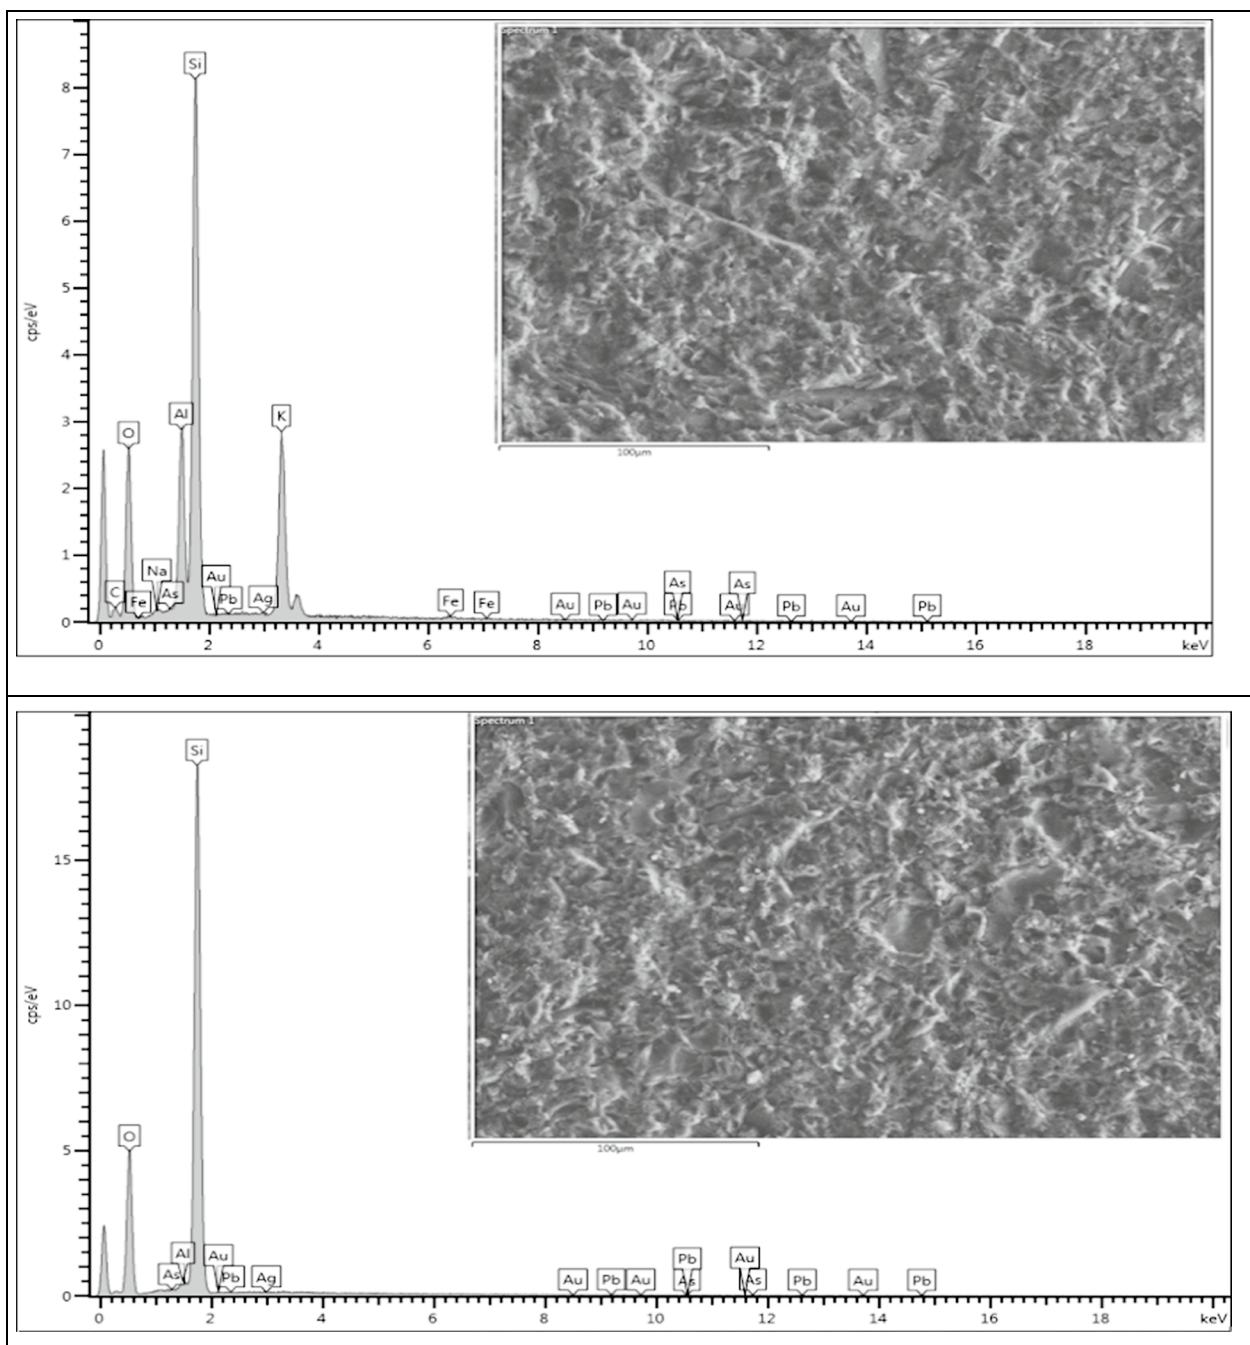 Spectrum 1
Si
8
7
6
5
4
3
2
1
0
cps/eV
Al
K
O
100μm
Na
Au
As
As
C
Fe
As
Pb
Ag
Fe
Fe
Au
Pb
Au
Pb
Au
Pb
Au
Pb
0 2 4 6 8 10 12 14 16 18 keV
Spectrum 1
Si
15
10
5
0
cps/eV
O
100μm
Al
Au
Pb
Au
As
Pb
Ag
Au
Pb
Au
As
As
Pb
Au
Pb
0 2 4 6 8 10 12 14 16 18 keV